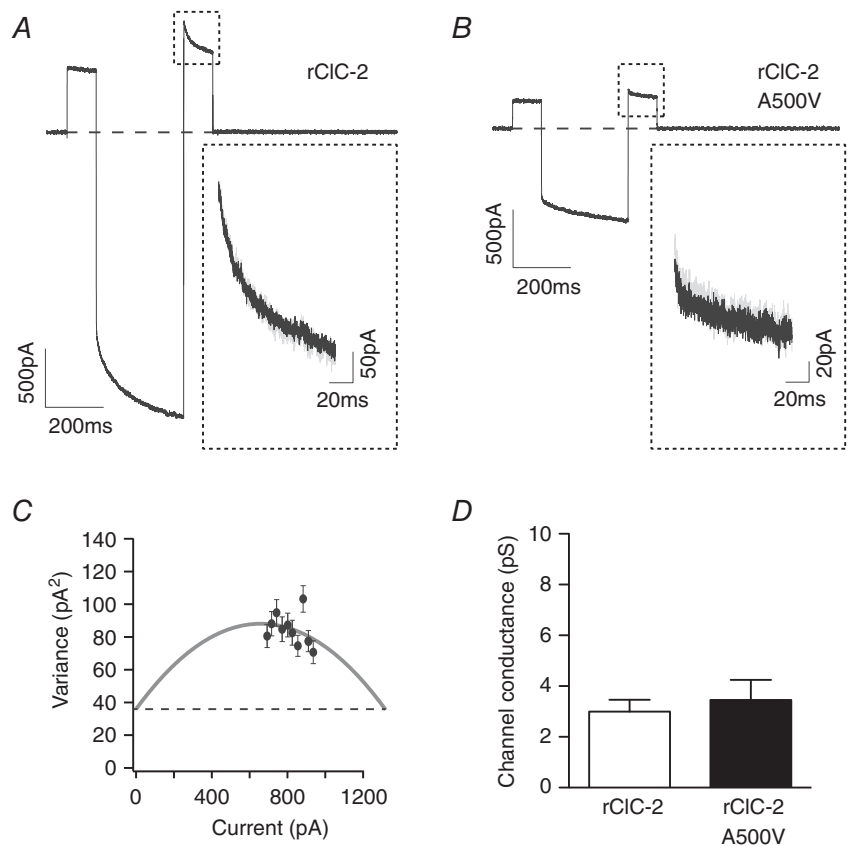 A
rClC-2
500pA
200ms
50pA
20ms
B
rClC-2
A500V
500pA
200ms
20pA
20ms
C
Variance (pA²)
140
120
100
80
60
40
20
0
0
400
800
1200
Current (pA)
D
Channel conductance (pS)
10
8
6
4
2
0
rClC-2
rClC-2
A500V